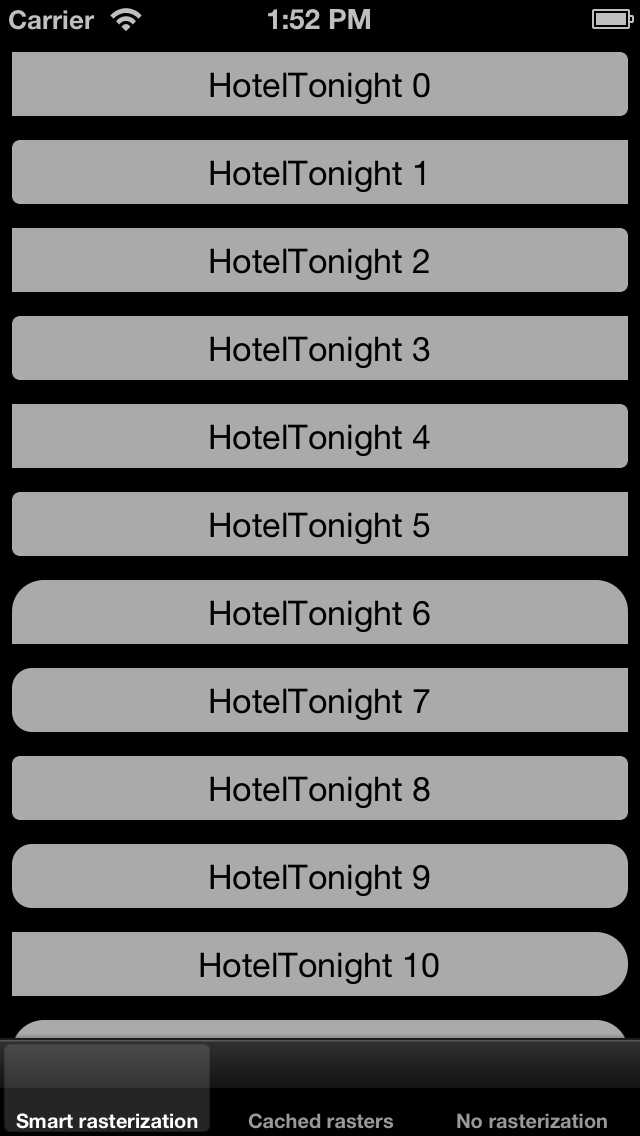 Carrier 1:52 PM
HotelTonight 0
HotelTonight 1
HotelTonight 2
HotelTonight 3
HotelTonight 4
HotelTonight 5
HotelTonight 6
HotelTonight 7
HotelTonight 8
HotelTonight 9
HotelTonight 10
Smart rasterization Cached rasters No rasterization